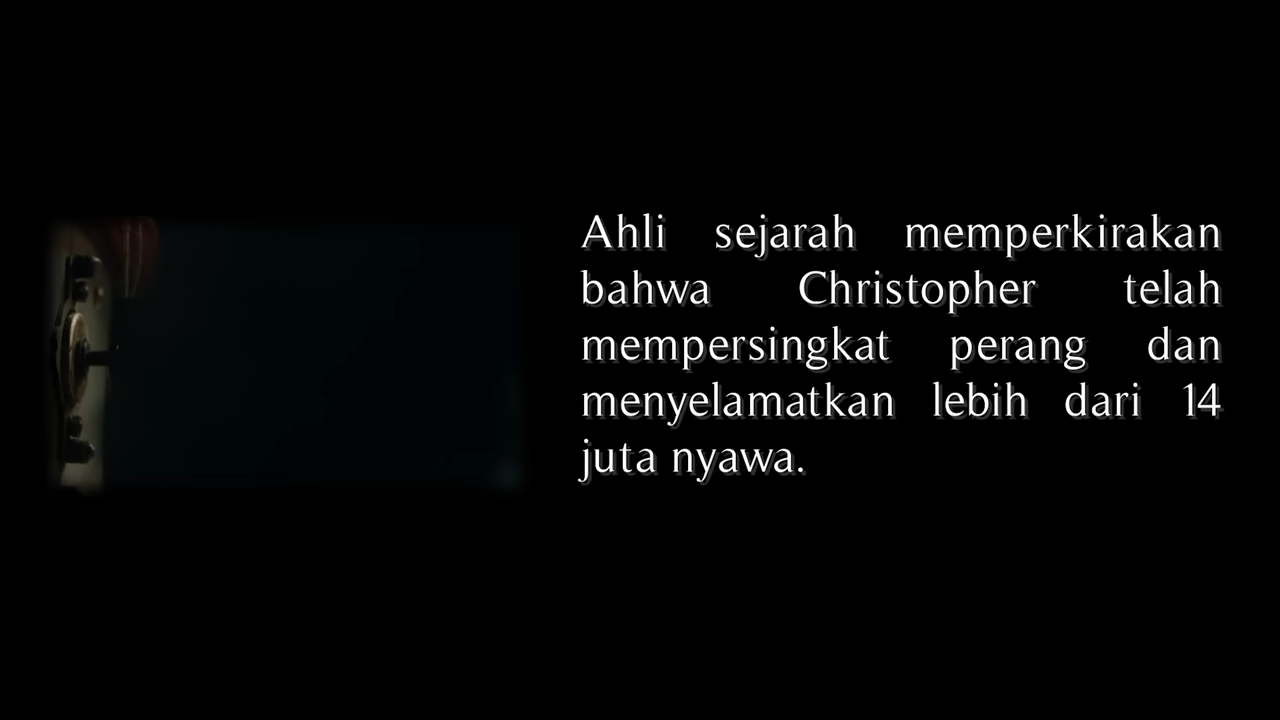 Ahli sejarah memperkirakan
bahwa Christopher telah
mempersingkat perang dan
menyelamatkan lebih dari 14
juta nyawa.